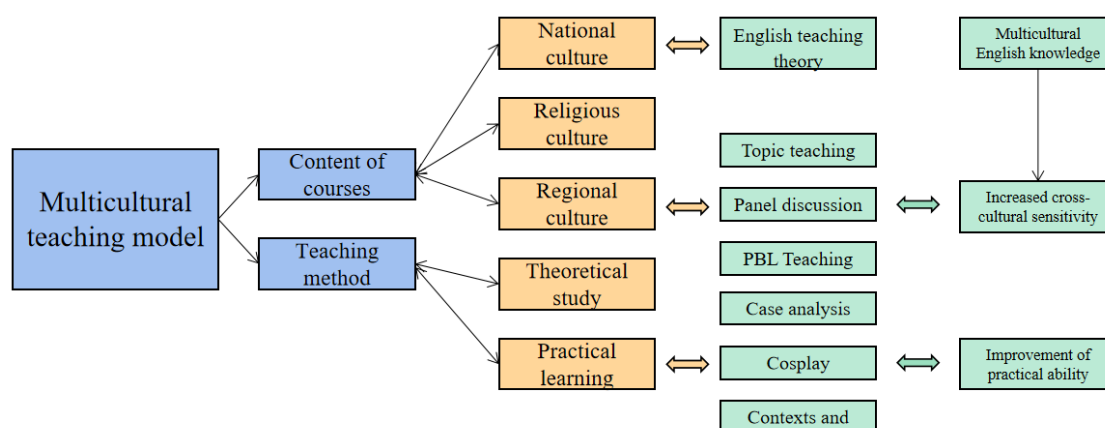 Multicultural
teaching model
Content of
courses
Teaching
method
National
culture
Religious
culture
Regional
culture
Theoretical
study
Practical
learning
English teaching
theory
Topic teaching
Panel discussion
PBL Teaching
Case analysis
Cosplay
Contexts and
Multicultural
English knowledge
Increased cross-
cultural sensitivity
Improvement of
practical ability